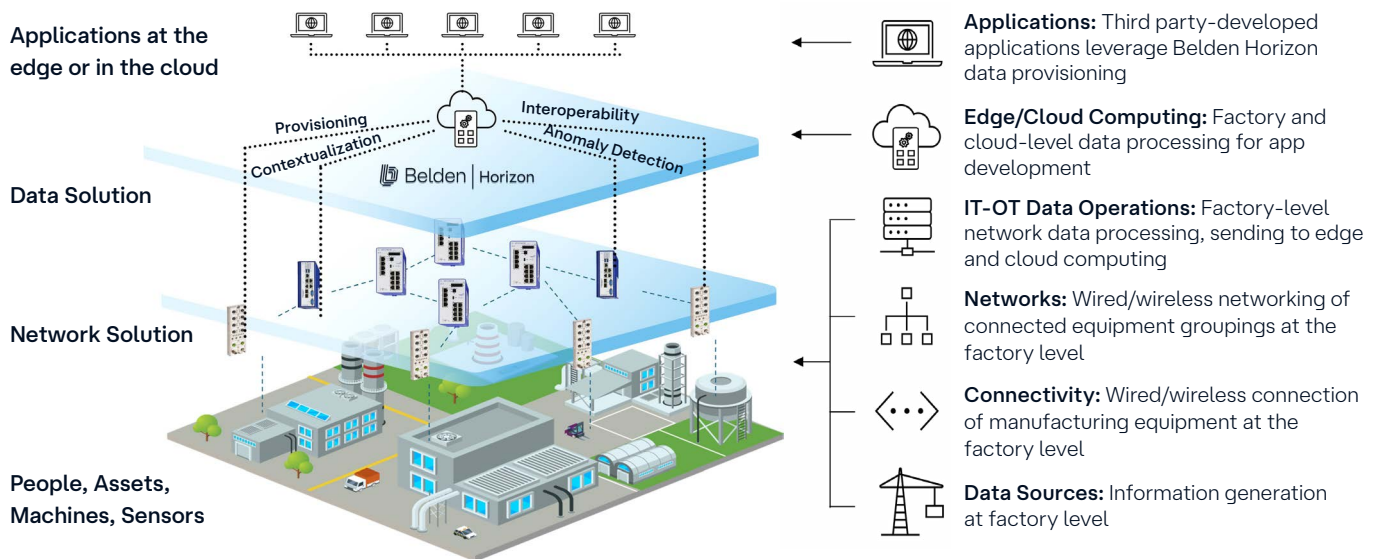 Applications at the
edge or in the cloud
Provisioning
Contextualization
Interoperability
Anomaly Detection
Belden | Horizon
Data Solution
Network Solution
People, Assets,
Machines, Sensors
Applications: Third party-developed
applications leverage Belden Horizon
data provisioning
Edge/Cloud Computing: Factory and
cloud-level data processing for app
development
IT-OT Data Operations: Factory-level
network data processing, sending to edge
and cloud computing
Networks: Wired/wireless networking of
connected equipment groupings at the
factory level
Connectivity: Wired/wireless connection
of manufacturing equipment at the
factory level
Data Sources: Information generation
at factory level